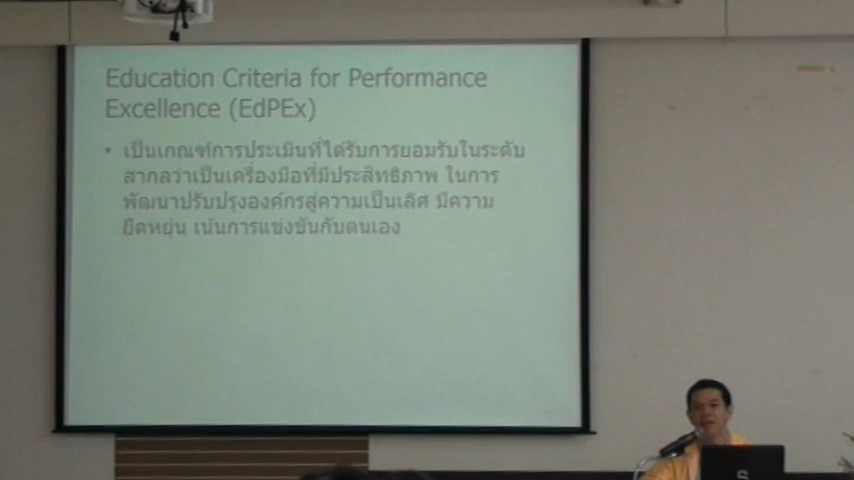 Education Criteria for Performance
Excellence (EdPEx)
• เป็นเกณฑ์การประเมินที่ได้รับการยอมรับในระดับ
สากลว่าเป็นเครื่องมือที่มีประสิทธิภาพ ในการ
พัฒนาปรับปรุงองค์กรสู่ความเป็นเลิศ มีความ
ยืดหยุ่น เน้นการแข่งขันกับตนเอง